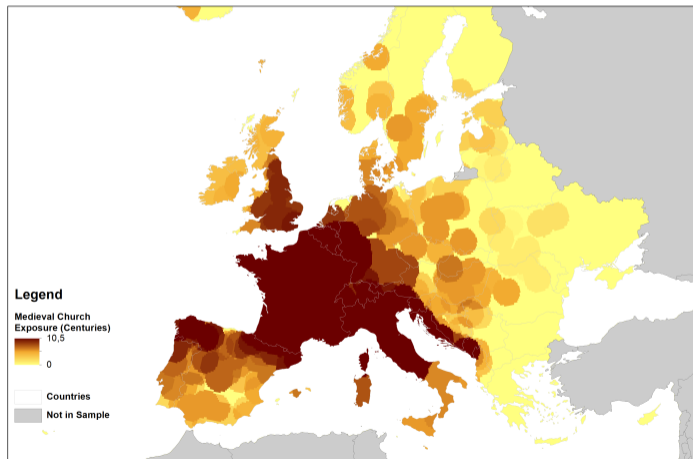 Legend
Medieval Church
Exposure (Centuries)
10,5
0
Countries
Not in Sample